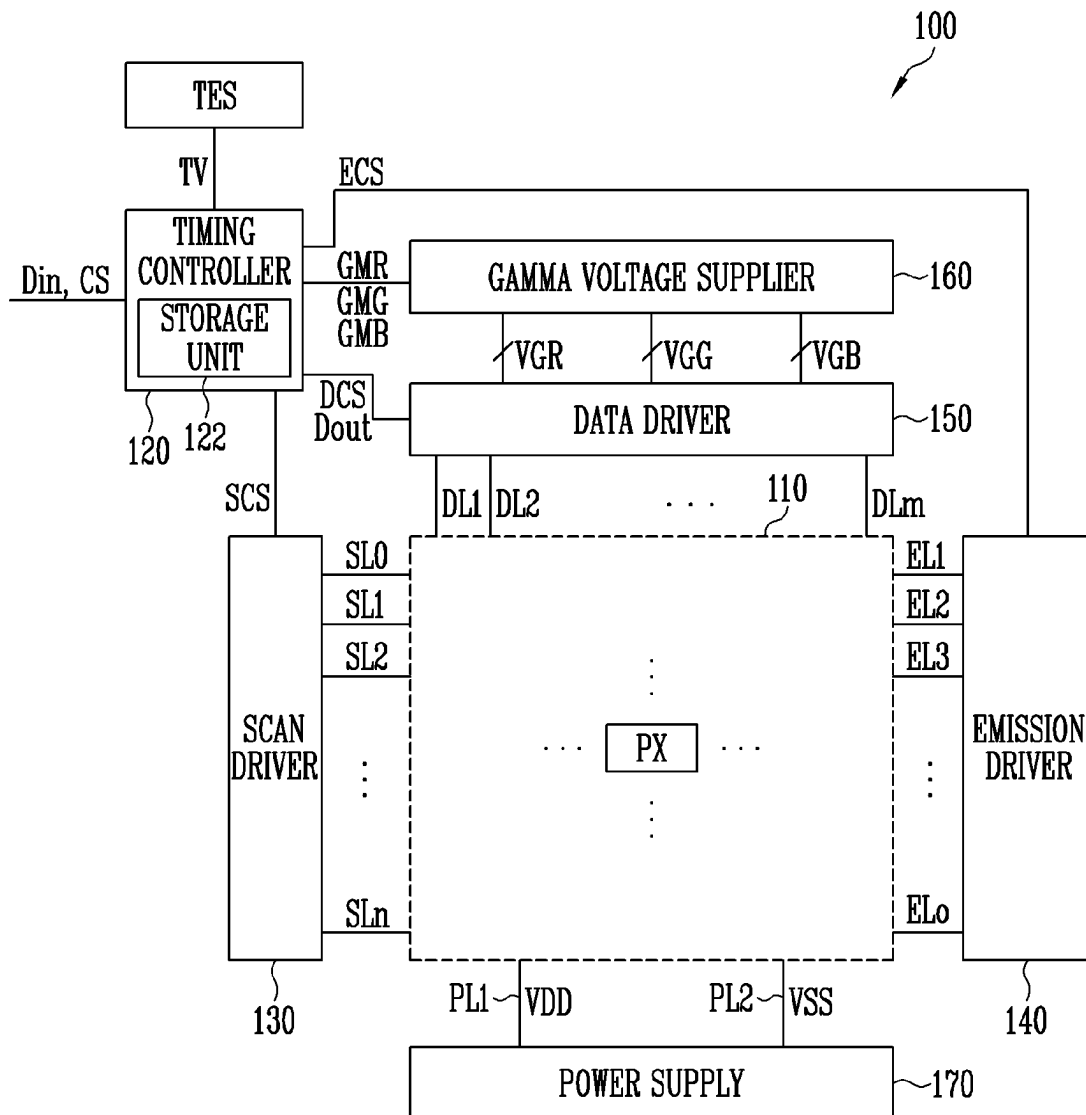 100
TES
TV
ECS
TIMING
CONTROLLER
Din, CS
STORAGE
UNIT
GMR
GMG
GMB
GAMMA VOLTAGE SUPPLIER
160
VGR
VGG
VGB
DCS
Dout
DATA DRIVER
150
120
122
SCS
DL1
DL2
. . .
DLm
110
SL0
SL1
SL2
SLn
SCAN
DRIVER
130
PX
EL1
EL2
EL3
ELo
EMISSION
DRIVER
140
PL1
VDD
PL2
VSS
POWER SUPPLY
170